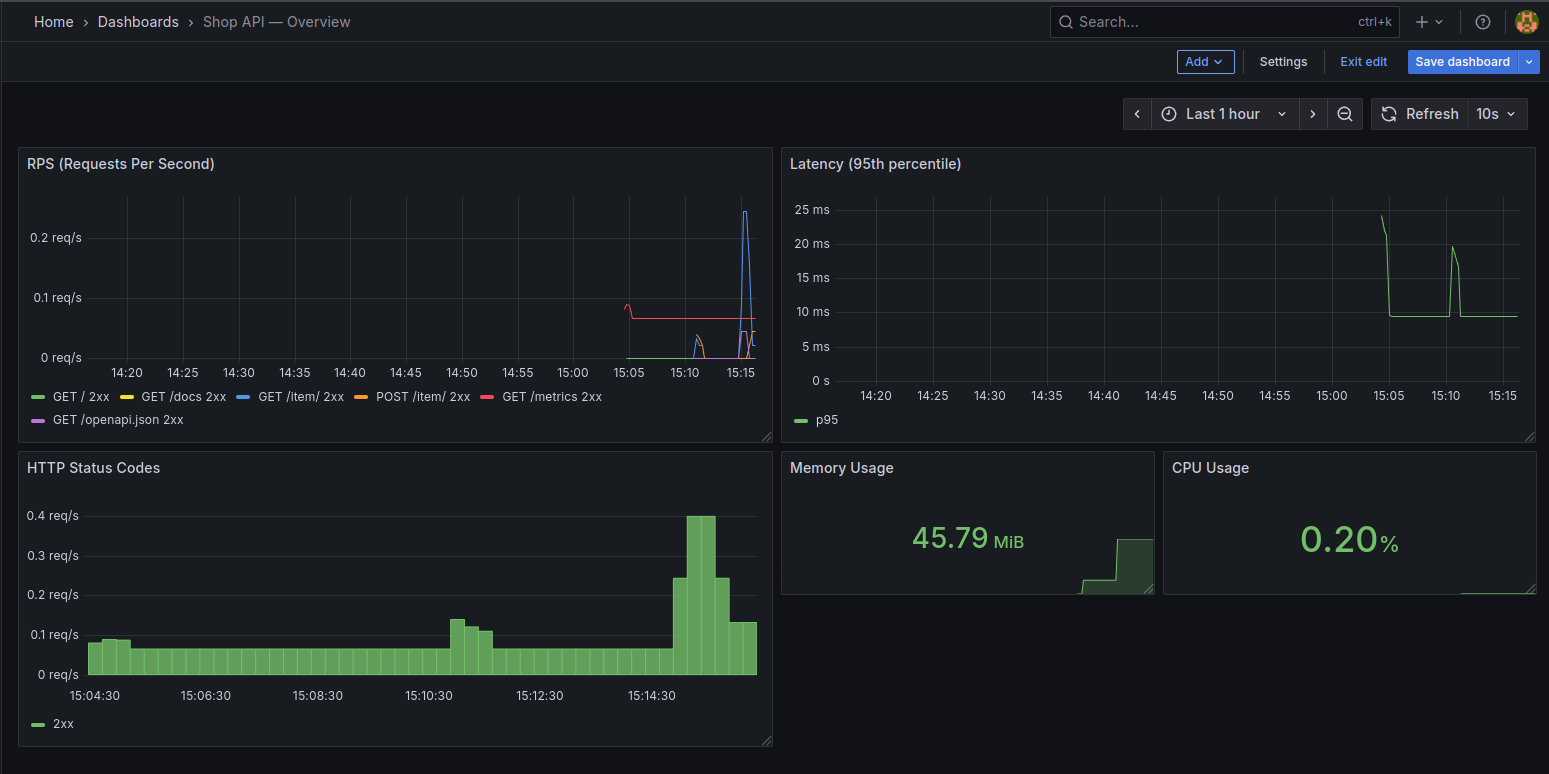 Home › Dashboards › Shop API — Overview
Search... ctrl+k
Add Settings Exit edit Save dashboard
Last 1 hour Refresh 10s
RPS (Requests Per Second)
0.2 req/s
0.1 req/s
0 req/s
14:20 14:25 14:30 14:35 14:40 14:45 14:50 14:55 15:00 15:05 15:10 15:15
GET / 2xx GET /docs 2xx GET /item/ 2xx POST /item/ 2xx GET /metrics 2xx
GET /openapi.json 2xx
Latency (95th percentile)
25 ms
20 ms
15 ms
10 ms
5 ms
0 s
14:20 14:25 14:30 14:35 14:40 14:45 14:50 14:55 15:00 15:05 15:10 15:15
p95
HTTP Status Codes
0.4 req/s
0.3 req/s
0.2 req/s
0.1 req/s
0 req/s
15:04:30 15:06:30 15:08:30 15:10:30 15:12:30 15:14:30
2xx
Memory Usage
45.79 MiB
CPU Usage
0.20%